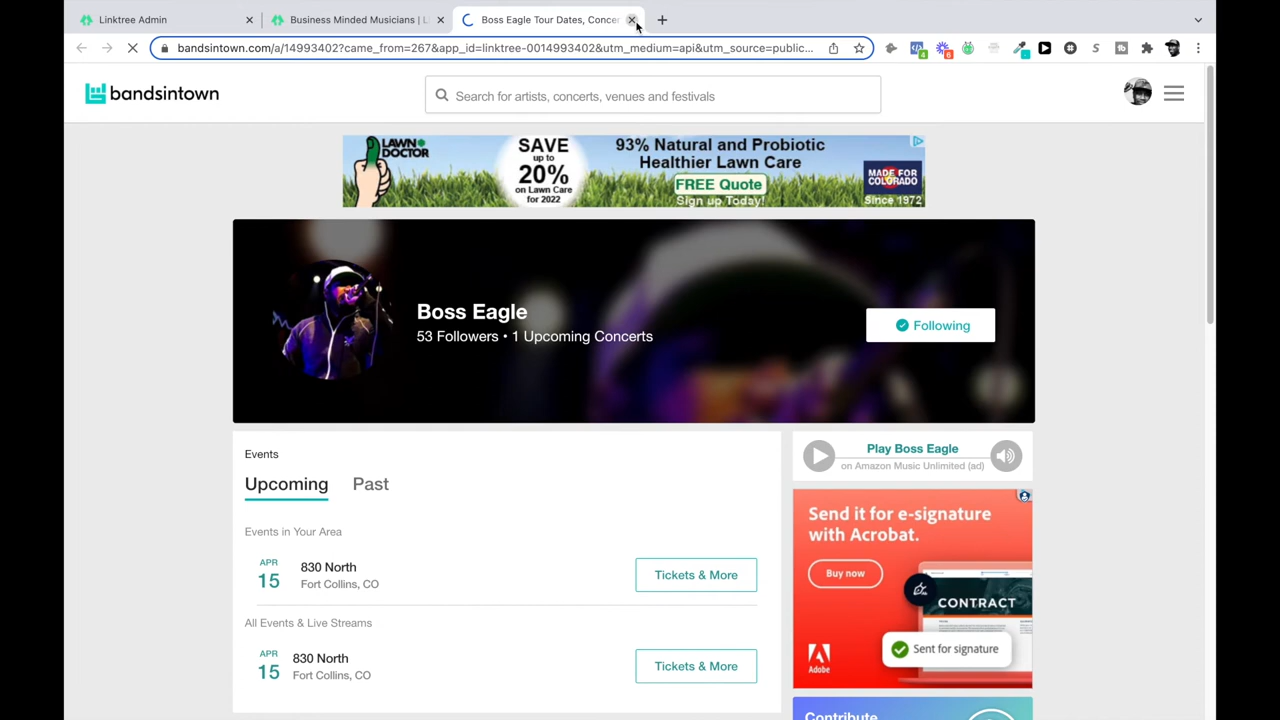 Linktree Admin
Business Minded Musicians | L
Boss Eagle Tour Dates, Concer
bandsintown.com/a/14993402?came_from=267&app_id=linktree-0014993402&utm_medium=api&utm_source=public...
4
6
bandsintown
Search for artists, concerts, venues and festivals
LAWN
DOCTOR
SAVE
up to
20%
on Lawn Care
for 2022
93% Natural and Probiotic
Healthier Lawn Care
FREE Quote
Sign up Today!
MADE FOR
COLORADO
Since 1972
Boss Eagle
53 Followers • 1 Upcoming Concerts
Following
Events
Upcoming
Past
Events in Your Area
APR
15
830 North
Fort Collins, CO
Tickets & More
All Events & Live Streams
APR
15
830 North
Fort Collins, CO
Tickets & More
Play Boss Eagle
on Amazon Music Unlimited (ad)
Send it for e-signature
with Acrobat.
Buy now
CONTRACT
Sent for signature
Adobe
Contribute